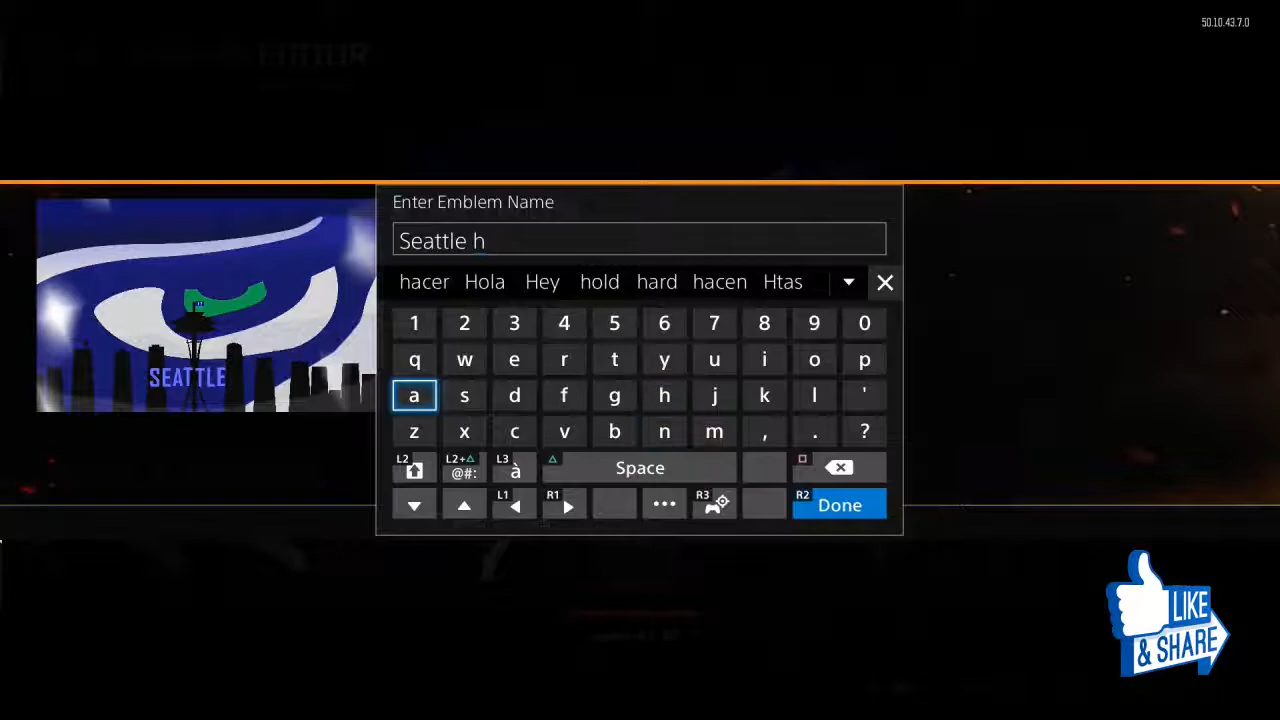 50.10.43.7.0
Enter Emblem Name
Seattle h
hacer Hola Hey hold hard hacen Htas
1 2 3 4 5 6 7 8 9 0
q w e r t y u i o p
a s d f g h j k l '
z x c v b n m , . ?
L2 L2+△ @#: L3 à △ Space □
L1 R1 ... R3 R2 Done
SEATTLE
LIKE
& SHARE